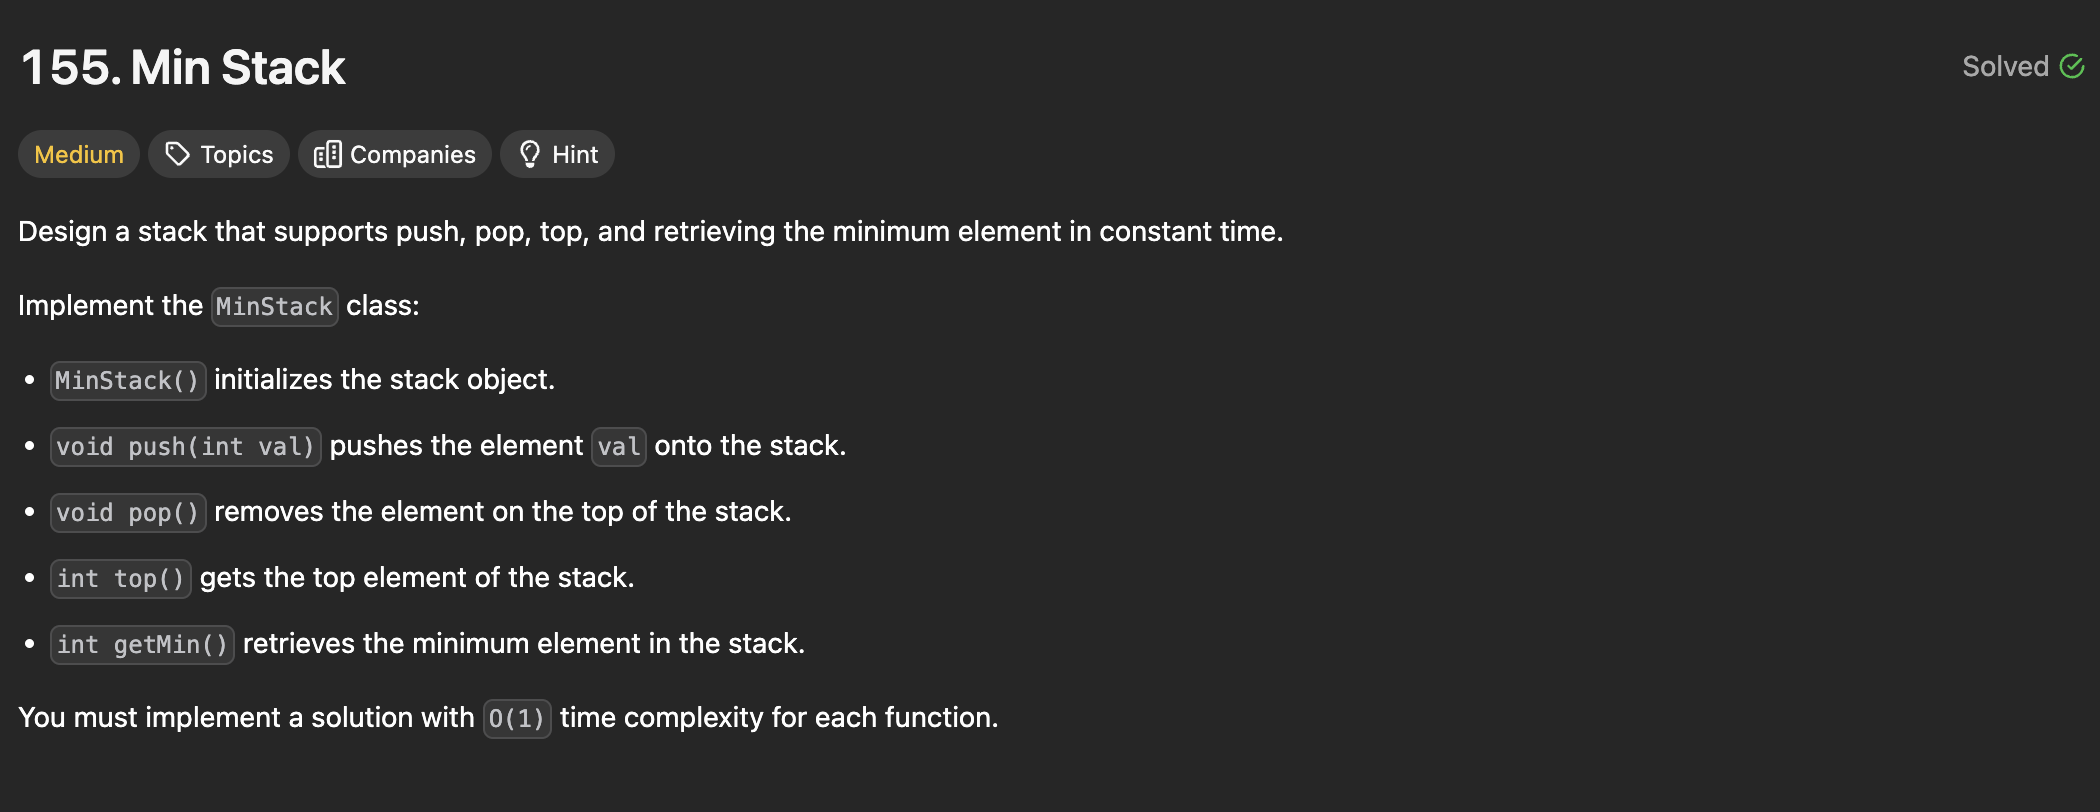 155. Min Stack
Solved
Medium Topics Companies Hint
Design a stack that supports push, pop, top, and retrieving the minimum element in constant time.
Implement the MinStack class:
• MinStack() initializes the stack object.
• void push(int val) pushes the element val onto the stack.
• void pop() removes the element on the top of the stack.
• int top() gets the top element of the stack.
• int getMin() retrieves the minimum element in the stack.
You must implement a solution with O(1) time complexity for each function.